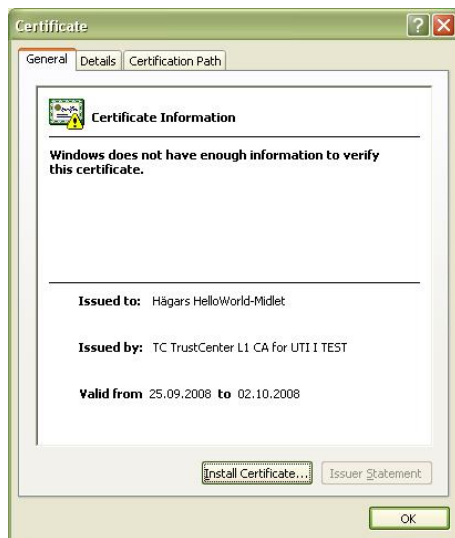 Certificate
General Details Certification Path
Certificate Information
Windows does not have enough information to verify
this certificate.
Issued to: Hägars HelloWorld-Midlet
Issued by: TC TrustCenter L1 CA for UTI I TEST
Valid from 25.09.2008 to 02.10.2008
Install Certificate... Issuer Statement
OK